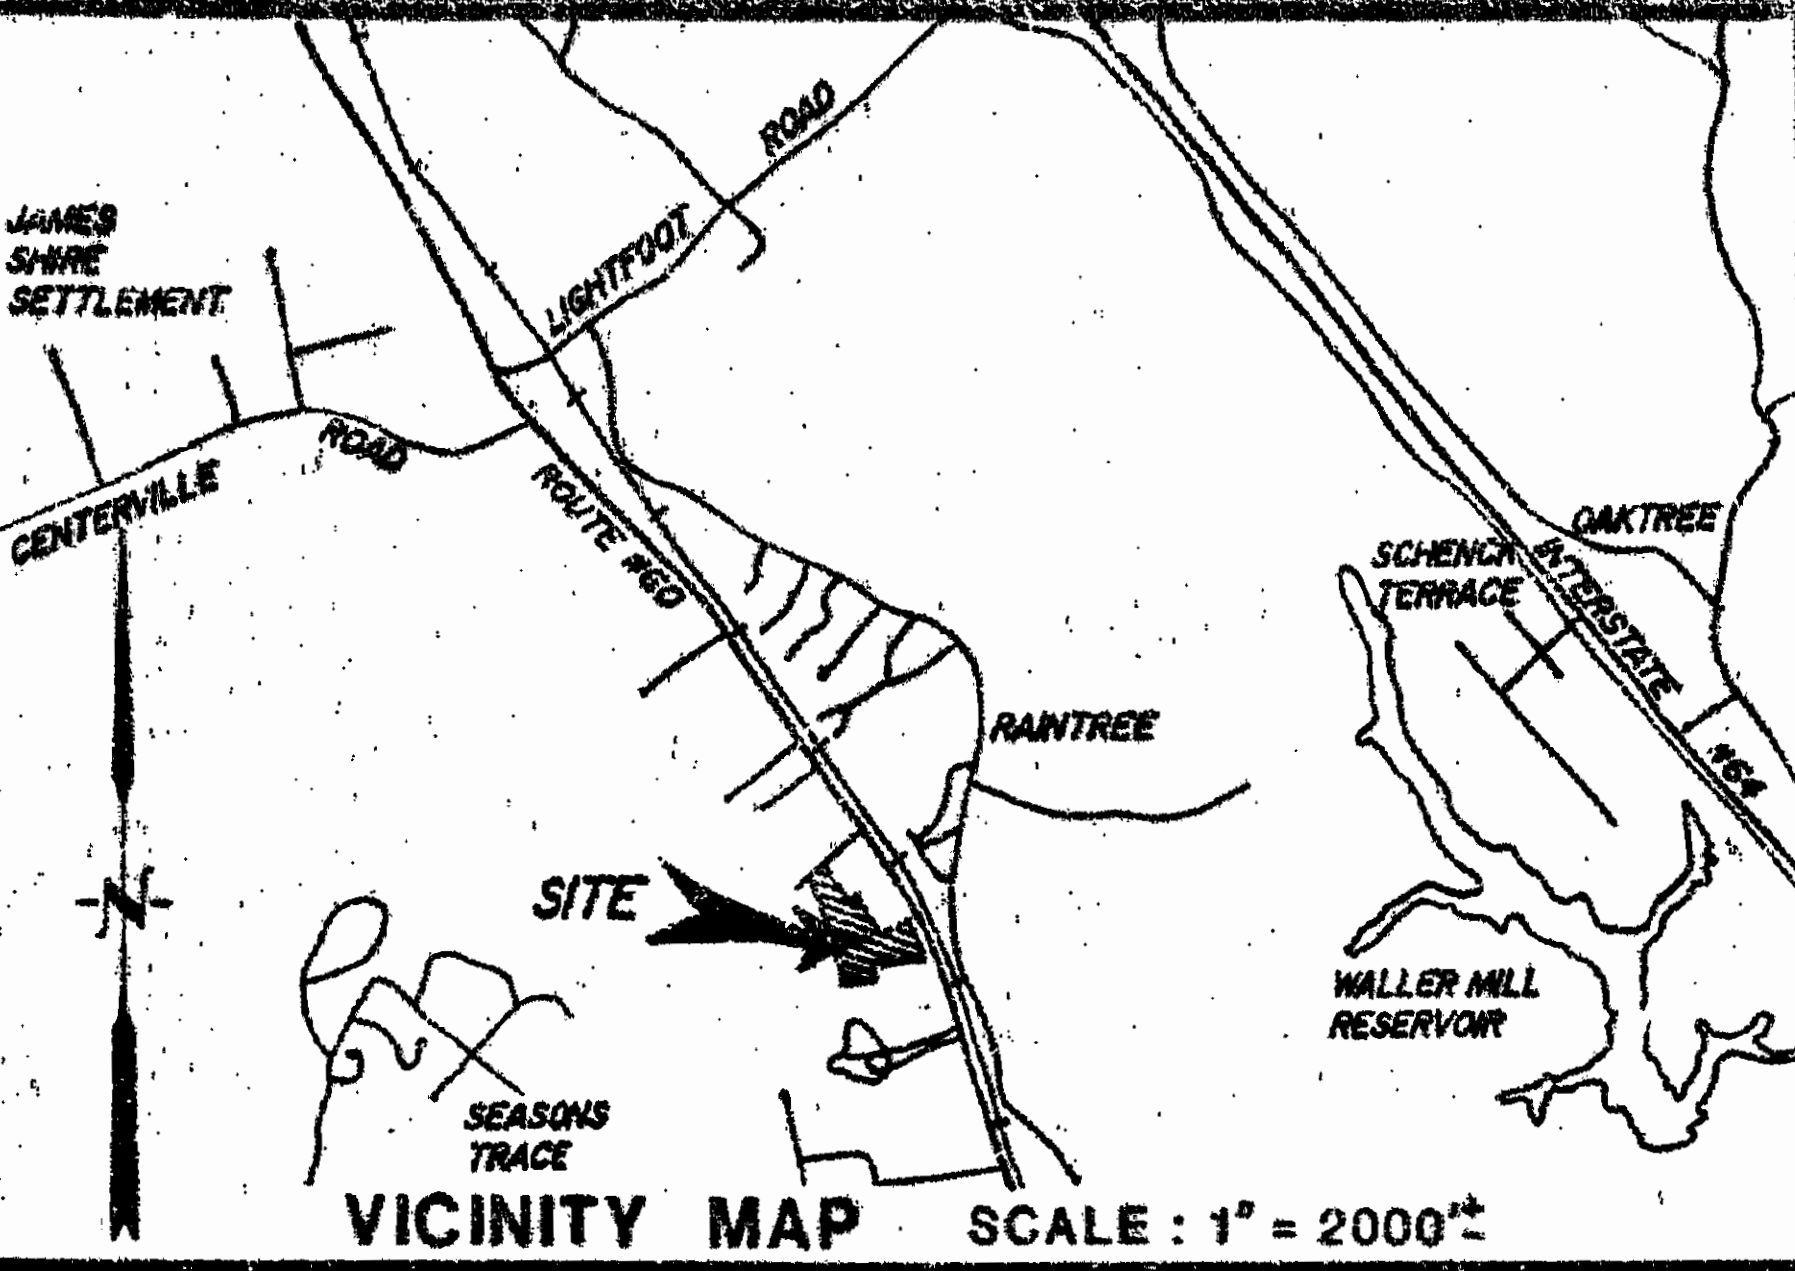 ROAD
LIGHTFOOT
JAMES
SHIRE
SETTLEMENT
ROAD
CENTERVILLE
ROUTE #60
OAKTREE
SCHENCK
TERRACE
INTERSTATE
#64
RAINTREE
SITE
N
WALLER MILL
RESERVOIR
SEASONS
TRACE
VICINITY MAP SCALE : 1" = 2000'±